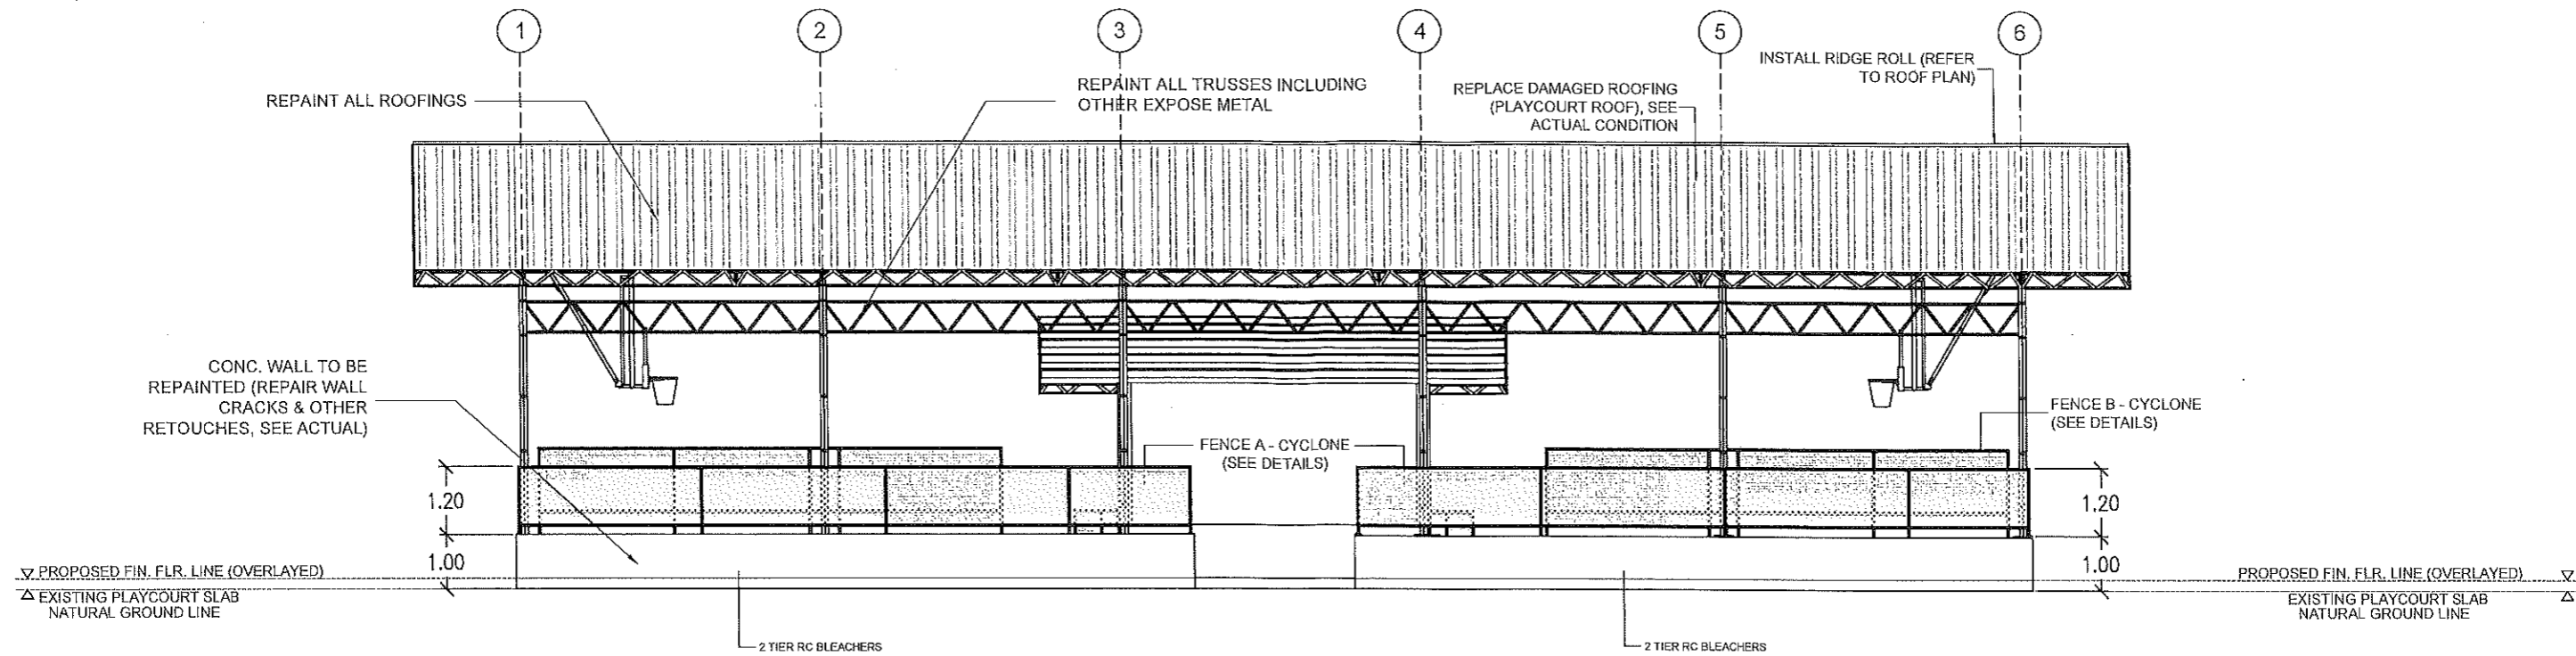 1 2 3 4 5 6
REPAINT ALL ROOFINGS
REPAINT ALL TRUSSES INCLUDING
OTHER EXPOSE METAL
REPLACE DAMAGED ROOFING
(PLAYCOURT ROOF), SEE
ACTUAL CONDITION
INSTALL RIDGE ROLL (REFER
TO ROOF PLAN)
CONC. WALL TO BE
REPAINTED (REPAIR WALL
CRACKS & OTHER
RETOUCHES, SEE ACTUAL)
FENCE A - CYCLONE
(SEE DETAILS)
FENCE B - CYCLONE
(SEE DETAILS)
1.20
1.00
1.20
1.00
PROPOSED FIN. FLR. LINE (OVERLAYED)
EXISTING PLAYCOURT SLAB
NATURAL GROUND LINE
PROPOSED FIN. FLR. LINE (OVERLAYED)
EXISTING PLAYCOURT SLAB
NATURAL GROUND LINE
2 TIER RC BLEACHERS
2 TIER RC BLEACHERS